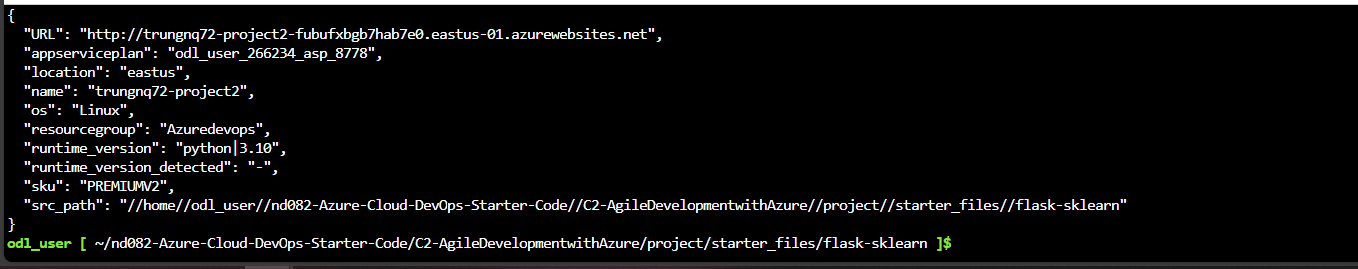 {
  "URL": "http://trungnq72-project2-fubufxbgb7hab7e0.eastus-01.azurewebsites.net",
  "appserviceplan": "odl_user_266234_asp_8778",
  "location": "eastus",
  "name": "trungnq72-project2",
  "os": "Linux",
  "resourcegroup": "Azuredevops",
  "runtime_version": "python|3.10",
  "runtime_version_detected": "-",
  "sku": "PREMIUMV2",
  "src_path": "//home//odl_user//nd082-Azure-Cloud-DevOps-Starter-Code//C2-AgileDevelopmentwithAzure//project//starter_files//flask-sklearn"
}
odl_user [ ~/nd082-Azure-Cloud-DevOps-Starter-Code/C2-AgileDevelopmentwithAzure/project/starter_files/flask-sklearn ]$